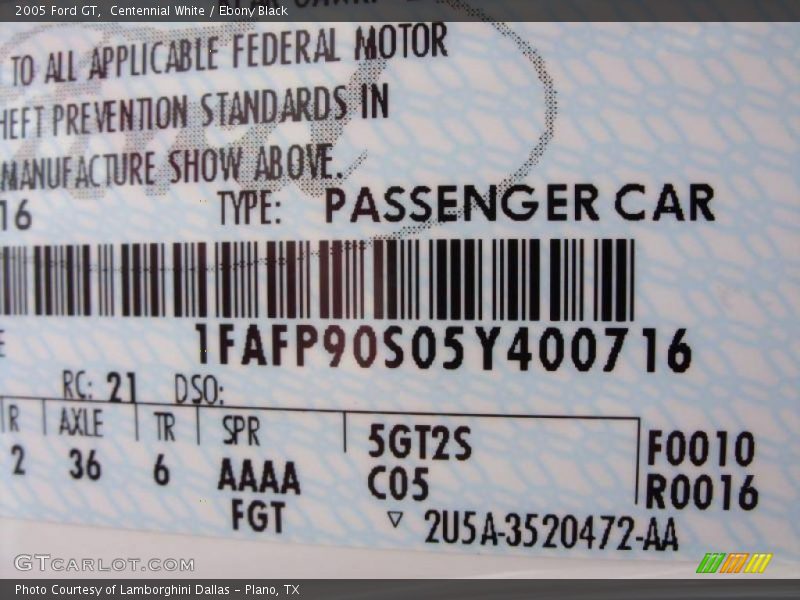 2005 Ford GT, Centennial White / Ebony Black
TO ALL APPLICABLE FEDERAL MOTOR
HEFT PREVENTION STANDARDS IN
MANUFACTURE SHOW ABOVE.
16 TYPE: PASSENGER CAR
1FAFP90S05Y400716
RC: 21 DSO:
R AXLE TR SPR 5GT2S F0010
2 36 6 AAAA C05 R0016
FGT ▽ 2U5A-3520472-AA
GTCARLOT.COM
Photo Courtesy of Lamborghini Dallas - Plano, TX